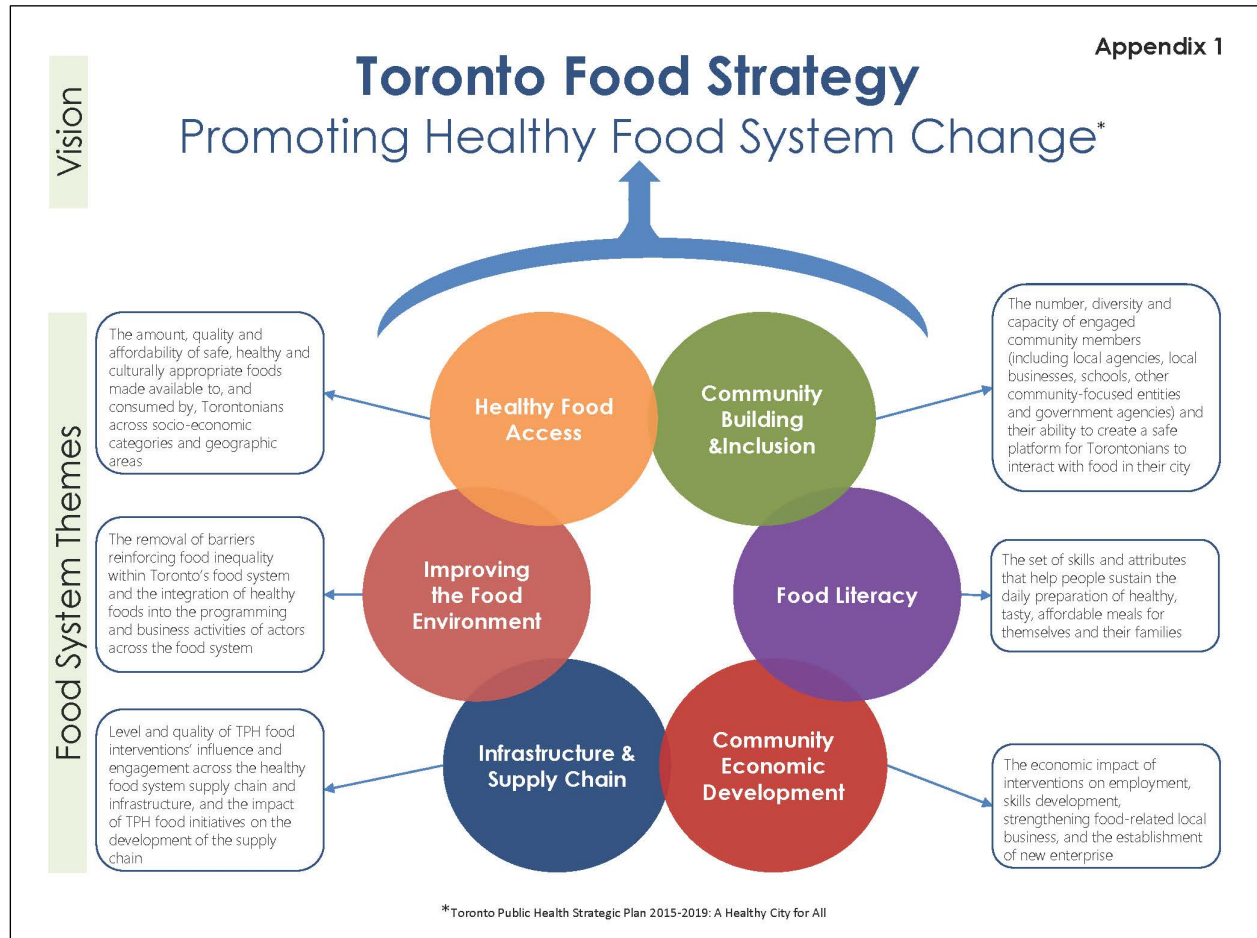 Appendix 1
Vision
Toronto Food Strategy
Promoting Healthy Food System Change*
Food System Themes
The amount, quality and
affordability of safe, healthy and
culturally appropriate foods
made available to, and
consumed by, Torontonians
across socio-economic
categories and geographic
areas
Healthy Food
Access
Community
Building
&Inclusion
The number, diversity and
capacity of engaged
community members
(including local agencies, local
businesses, schools, other
community-focused entities
and government agencies) and
their ability to create a safe
platform for Torontonians to
interact with food in their city
The removal of barriers
reinforcing food inequality
within Toronto's food system
and the integration of healthy
foods into the programming
and business activities of actors
across the food system
Improving
the Food
Environment
Food Literacy
The set of skills and attributes
that help people sustain the
daily preparation of healthy,
tasty, affordable meals for
themselves and their families
Level and quality of TPH food
interventions' influence and
engagement across the healthy
food system supply chain and
infrastructure, and the impact
of TPH food initiatives on the
development of the supply
chain
Infrastructure &
Supply Chain
Community
Economic
Development
The economic impact of
interventions on employment,
skills development,
strengthening food-related local
business, and the establishment
of new enterprise
*Toronto Public Health Strategic Plan 2015-2019: A Healthy City for All